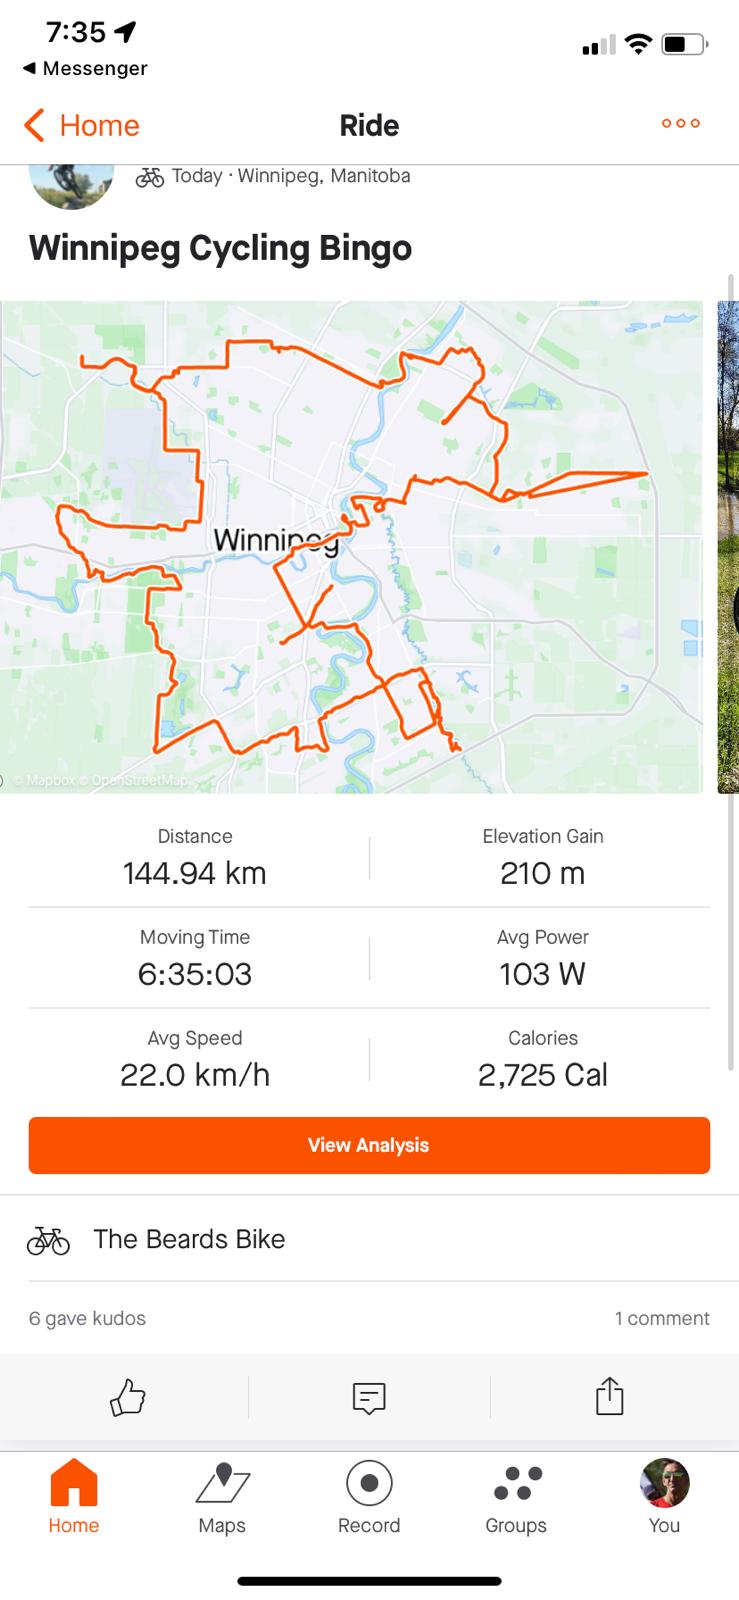 7:35
◀ Messenger
Home
Ride
Today · Winnipeg, Manitoba
Winnipeg Cycling Bingo
Winnipeg
© Mapbox © OpenStreetMap
Distance
Elevation Gain
144.94 km
210 m
Moving Time
Avg Power
6:35:03
103 W
Avg Speed
Calories
22.0 km/h
2,725 Cal
View Analysis
The Beards Bike
6 gave kudos
1 comment
Home
Maps
Record
Groups
You